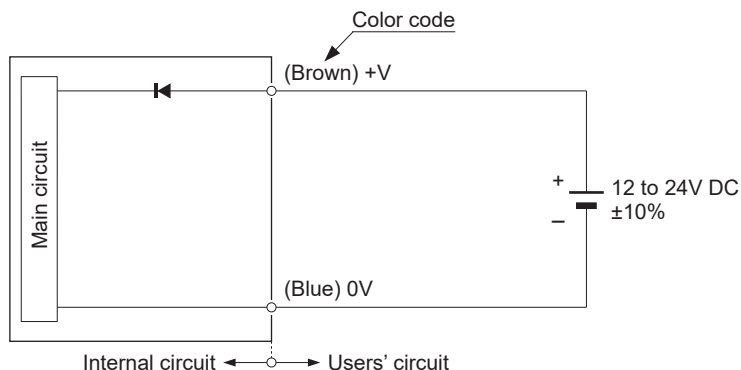 Color code
(Brown) +V
Main circuit
+
12 to 24V DC
–
±10%
(Blue) 0V
Internal circuit
Users’ circuit